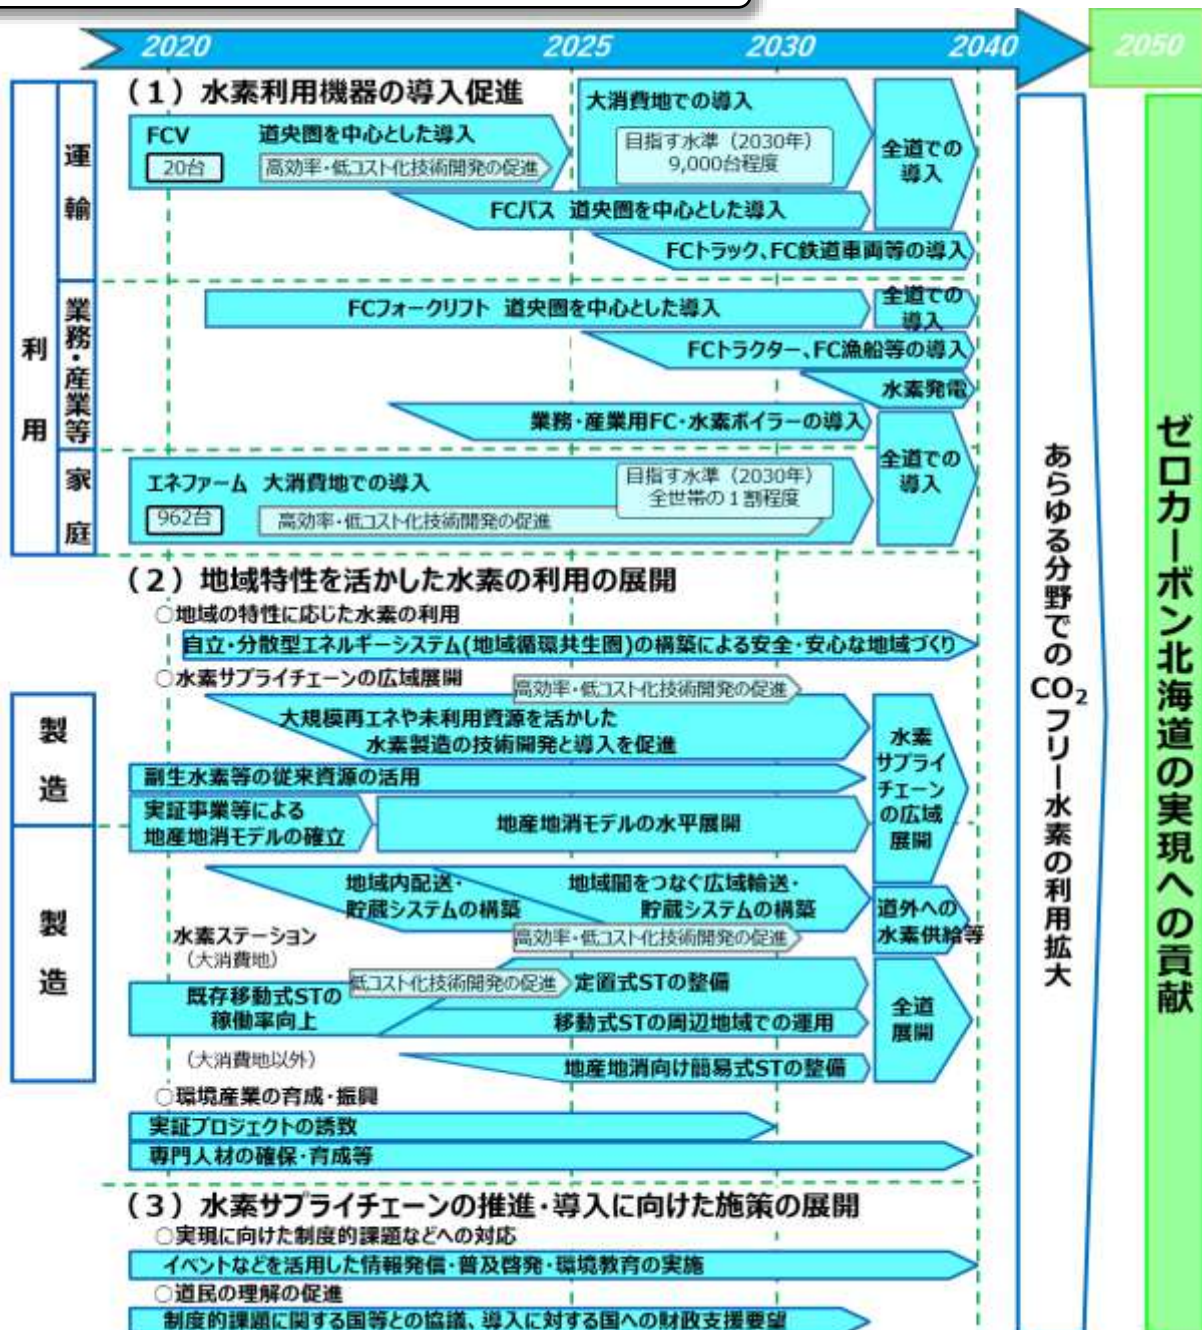 2020
2025
2030
2040
2050
利用
運輸
業務・産業等
家庭
製造
製造
(1)水素利用機器の導入促進
FCV 道央圏を中心とした導入
20台
高効率・低コスト化技術開発の促進
大消費地での導入
目指す水準(2030年)
9,000台程度
全道での
導入
FCバス 道央圏を中心とした導入
FCトラック、FC鉄道車両等の導入
FCフォークリフト 道央圏を中心とした導入
全道での
導入
FCトラクター、FC漁船等の導入
水素発電
業務・産業用FC・水素ボイラーの導入
エネファーム 大消費地での導入
962台
高効率・低コスト化技術開発の促進
目指す水準(2030年)
全世帯の1割程度
全道での
導入
(2)地域特性を活かした水素の利用の展開
○地域の特性に応じた水素の利用
自立・分散型エネルギーシステム(地域循環共生圏)の構築による安全・安心な地域づくり
○水素サプライチェーンの広域展開
高効率・低コスト化技術開発の促進
大規模再エネや未利用資源を活かした
水素製造の技術開発と導入を促進
副生水素等の従来資源の活用
実証事業等による
地産地消モデルの確立
地産地消モデルの水平展開
水素
サプライ
チェーン
の広域
展開
地域内配送・
貯蔵システムの構築
地域間をつなぐ広域輸送・
貯蔵システムの構築
高効率・低コスト化技術開発の促進
道外への
水素供給等
水素ステーション
(大消費地)
低コスト化技術開発の促進
定置式STの整備
既存移動式STの
稼働率向上
移動式STの周辺地域での運用
全道
展開
(大消費地以外)
地産地消向け簡易式STの整備
○環境産業の育成・振興
実証プロジェクトの誘致
専門人材の確保・育成等
(3)水素サプライチェーンの推進・導入に向けた施策の展開
○実現に向けた制度的課題などへの対応
イベントなどを活用した情報発信・普及啓発・環境教育の実施
○道民の理解の促進
制度的課題に関する国等との協議、導入に対する国への財政支援要望
あらゆる分野でのCO₂フリー水素の利用拡大
ゼロカーボン北海道の実現への貢献